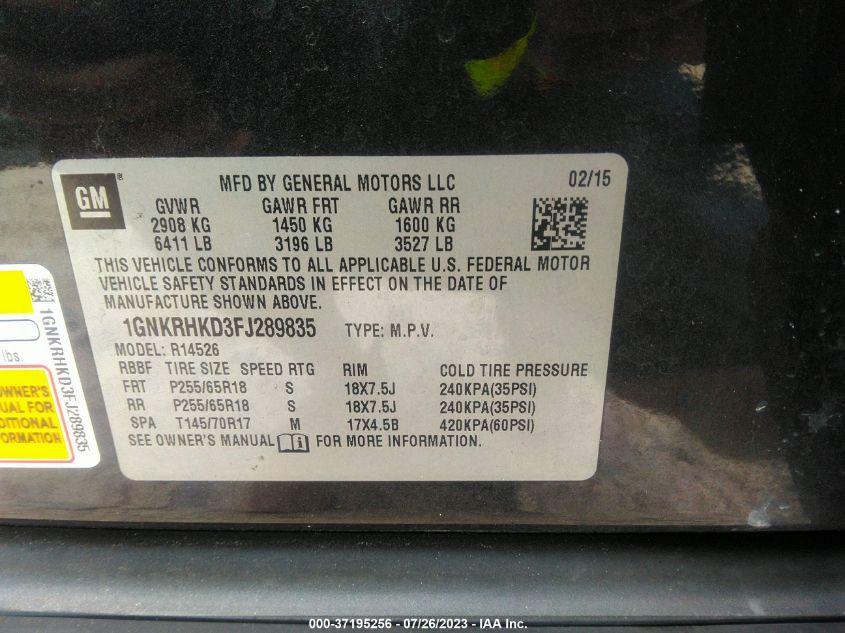 GM
®
MFD BY GENERAL MOTORS LLC 02/15
GVWR GAWR FRT GAWR RR
2908 KG 1450 KG 1600 KG
6411 LB 3196 LB 3527 LB
THIS VEHICLE CONFORMS TO ALL APPLICABLE U.S. FEDERAL MOTOR
VEHICLE SAFETY STANDARDS IN EFFECT ON THE DATE OF
MANUFACTURE SHOWN ABOVE.
1GNKRHKD3FJ289835 TYPE: M.P.V.
MODEL: R14526
RBBF TIRE SIZE SPEED RTG RIM COLD TIRE PRESSURE
FRT P255/65R18 S 18X7.5J 240KPA(35PSI)
RR P255/65R18 S 18X7.5J 240KPA(35PSI)
SPA T145/70R17 M 17X4.5B 420KPA(60PSI)
SEE OWNER'S MANUAL FOR MORE INFORMATION.
1GNKRHKD3FJ289835
lbs.
OWNER'S
FOR
000-37195256 - 07/26/2023 - IAA Inc.